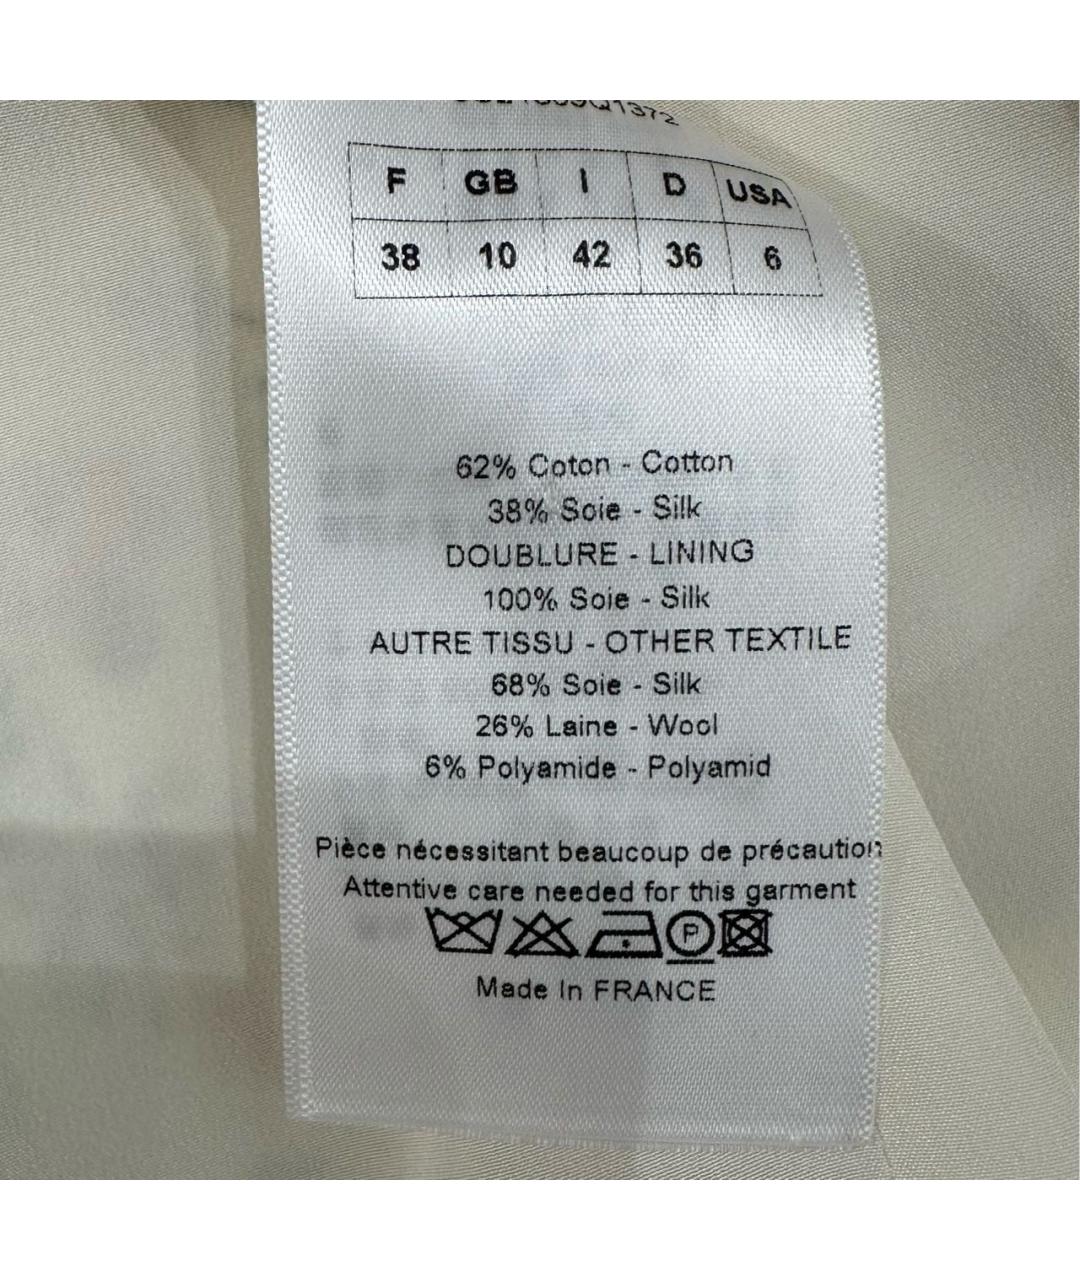 F GB I D USA
38 10 42 36 6
62% Coton - Cotton
38% Soie - Silk
DOUBLURE - LINING
100% Soie - Silk
AUTRE TISSU - OTHER TEXTILE
68% Soie - Silk
26% Laine - Wool
6% Polyamide - Polyamid
Pièce nécessitant beaucoup de précaution
Attentive care needed for this garment
P
Made In FRANCE